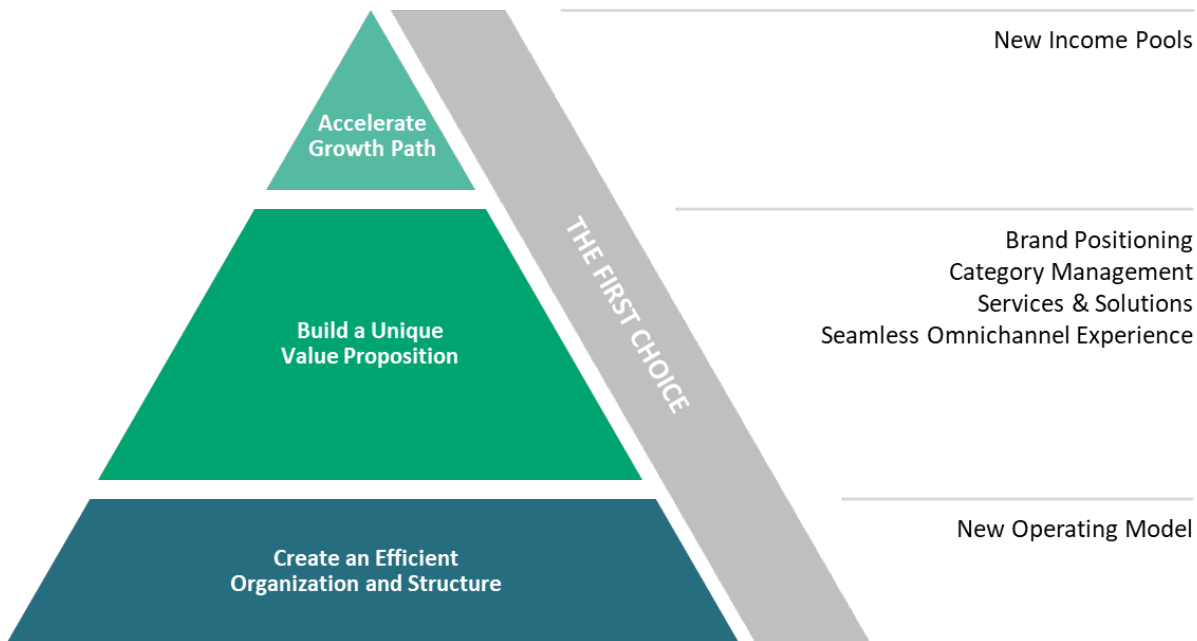 New Income Pools
Accelerate
Growth Path
THE FIRST CHOICE
Brand Positioning
Category Management
Services & Solutions
Seamless Omnichannel Experience
Build a Unique
Value Proposition
New Operating Model
Create an Efficient
Organization and Structure